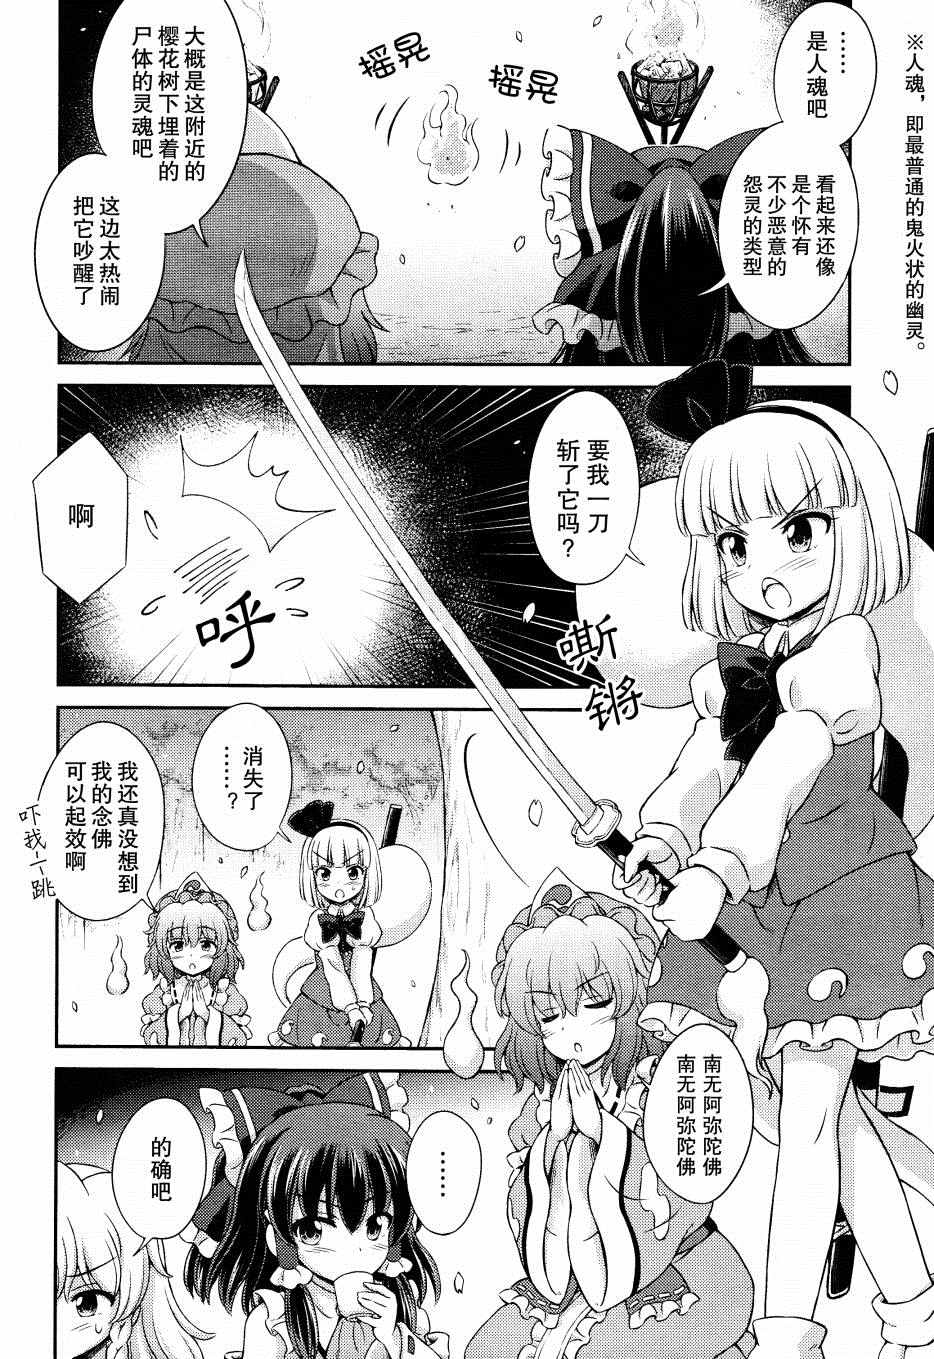 ※人魂，即最普通的鬼火状的幽灵。
……
是人魂吧
看起来还像
是个怀有
不少恶意的
怨灵的类型
摇晃
摇晃
大概是这附近的
樱花树下埋着的
尸体的灵魂吧
这边太热闹
把它吵醒了
要我一刀
斩了它吗？
嘶
锵
呼
啊
南无阿弥陀佛
南无阿弥陀佛
消失了
……？
我还真没想到
我的念佛
可以起效啊
吓我一跳
……
的确吧